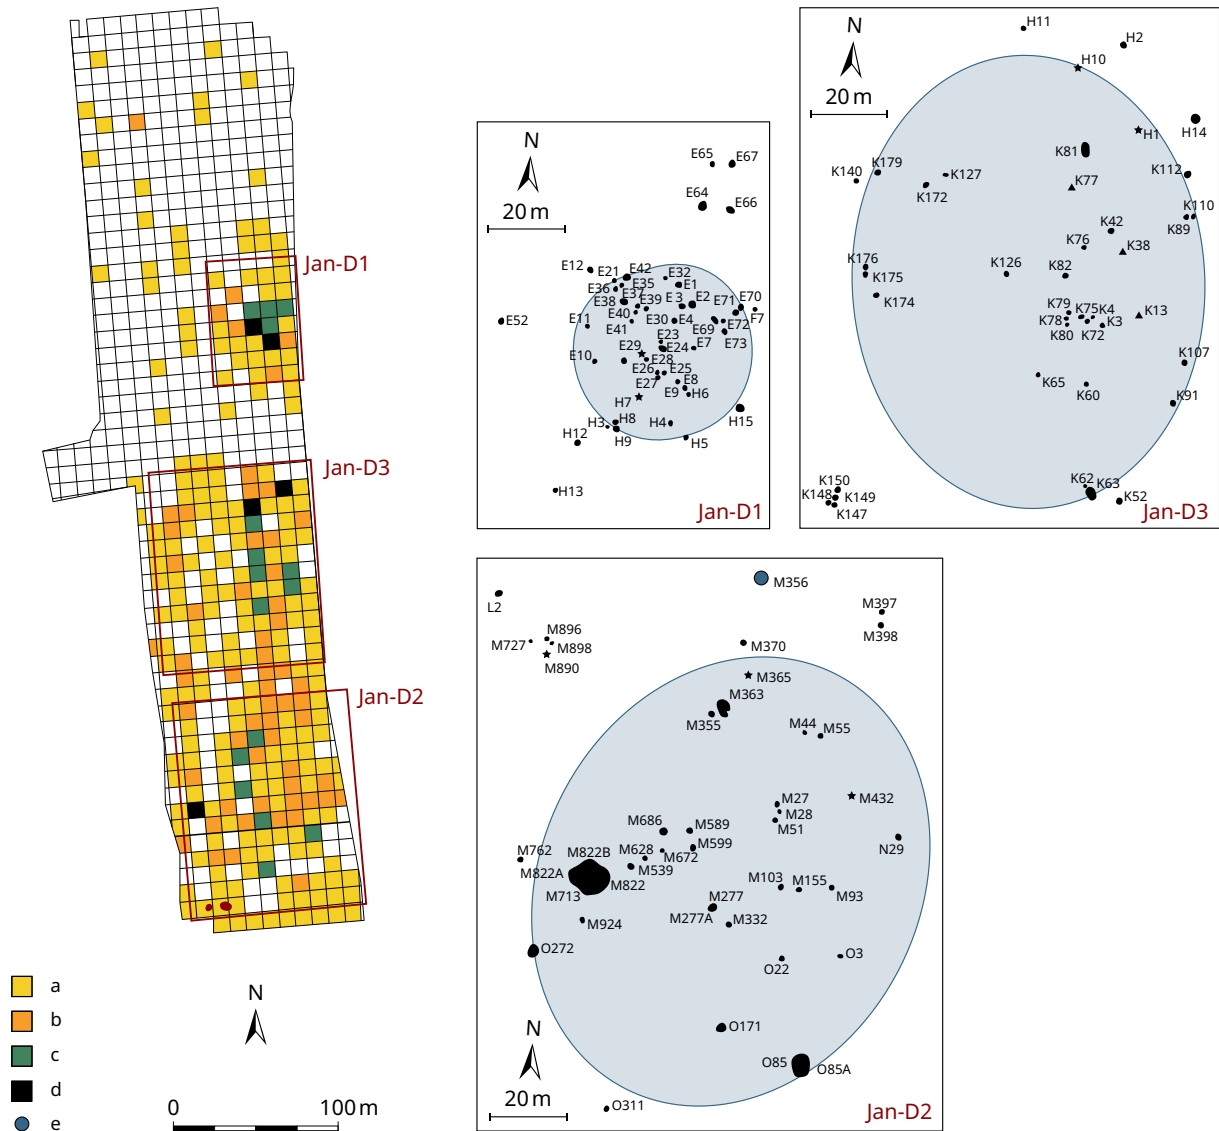 Jan-D1
Jan-D3
Jan-D2
a
b
c
d
e
N
0
100 m
N
20 m
E65
E67
E64
E66
E12
E21
E42
E32
E36
E35
E1
E37
E38
E39
E 3
E2
E71
E70
E40
F7
E52
E11
E41
E30
E4
E69
E72
E23
E73
E29
E24
E7
E10
E28
E26
E25
E27
E8
E9
H6
H7
H8
H3
H4
H15
H12
H9
H5
H13
Jan-D1
N
20 m
H11
H2
H10
H14
H1
K81
K140
K179
K127
K112
K77
K172
K110
K42
K89
K76
K38
K176
K126
K82
K175
K174
K79
K75
K4
K13
K78
K3
K80
K72
K107
K65
K60
K91
K150
K62
K63
K148
K149
K52
K147
Jan-D3
M356
L2
M397
M896
M398
M727
M898
M370
M890
M365
M363
M355
M44
M55
M27
M432
M28
M686
M589
M51
N29
M762
M822B
M628
M599
M672
M822A
M539
M822
M103
M155
M93
M713
M277
M277A
M924
M332
O272
O3
O22
N
O171
O85
O85A
20 m
O311
Jan-D2